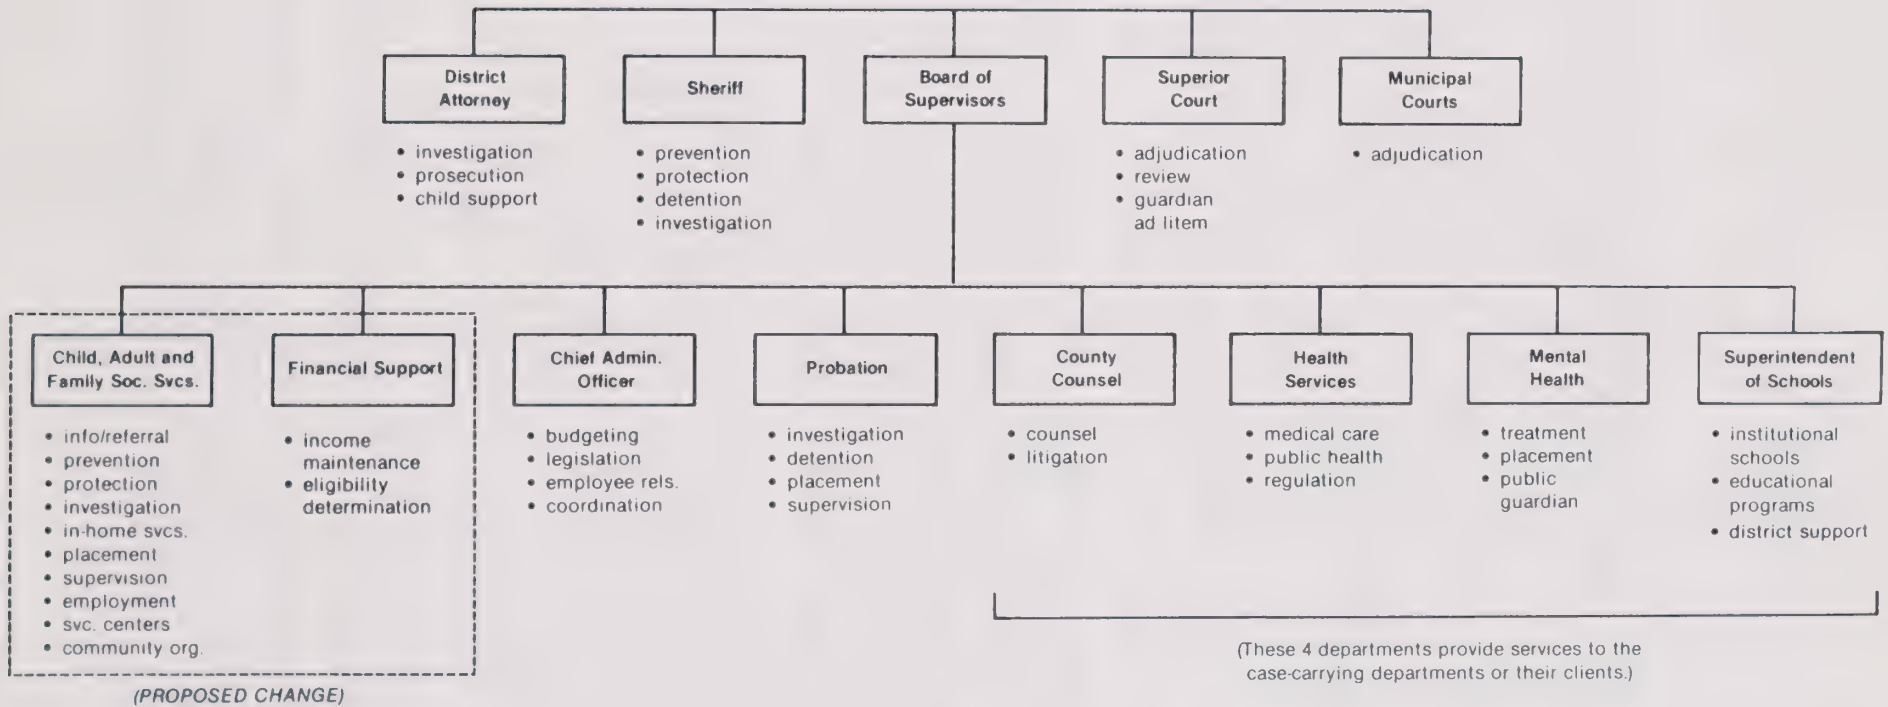 District
Attorney
• investigation
• prosecution
• child support
Sheriff
• prevention
• protection
• detention
• investigation
Board of
Supervisors
Superior
Court
• adjudication
• review
• guardian
ad litem
Municipal
Courts
• adjudication
Child, Adult and
Family Soc. Svcs.
• info/referral
• prevention
• protection
• investigation
• in-home svcs.
• placement
• supervision
• employment
• svc. centers
• community org.
Financial Support
• income
maintenance
• eligibility
determination
(PROPOSED CHANGE)
Chief Admin.
Officer
• budgeting
• legislation
• employee rels.
• coordination
Probation
• investigation
• detention
• placement
• supervision
County
Counsel
• counsel
• litigation
Health
Services
• medical care
• public health
• regulation
Mental
Health
• treatment
• placement
• public
guardian
Superintendent
of Schools
• institutional
schools
• educational
programs
• district support
(These 4 departments provide services to the
case-carrying departments or their clients.)